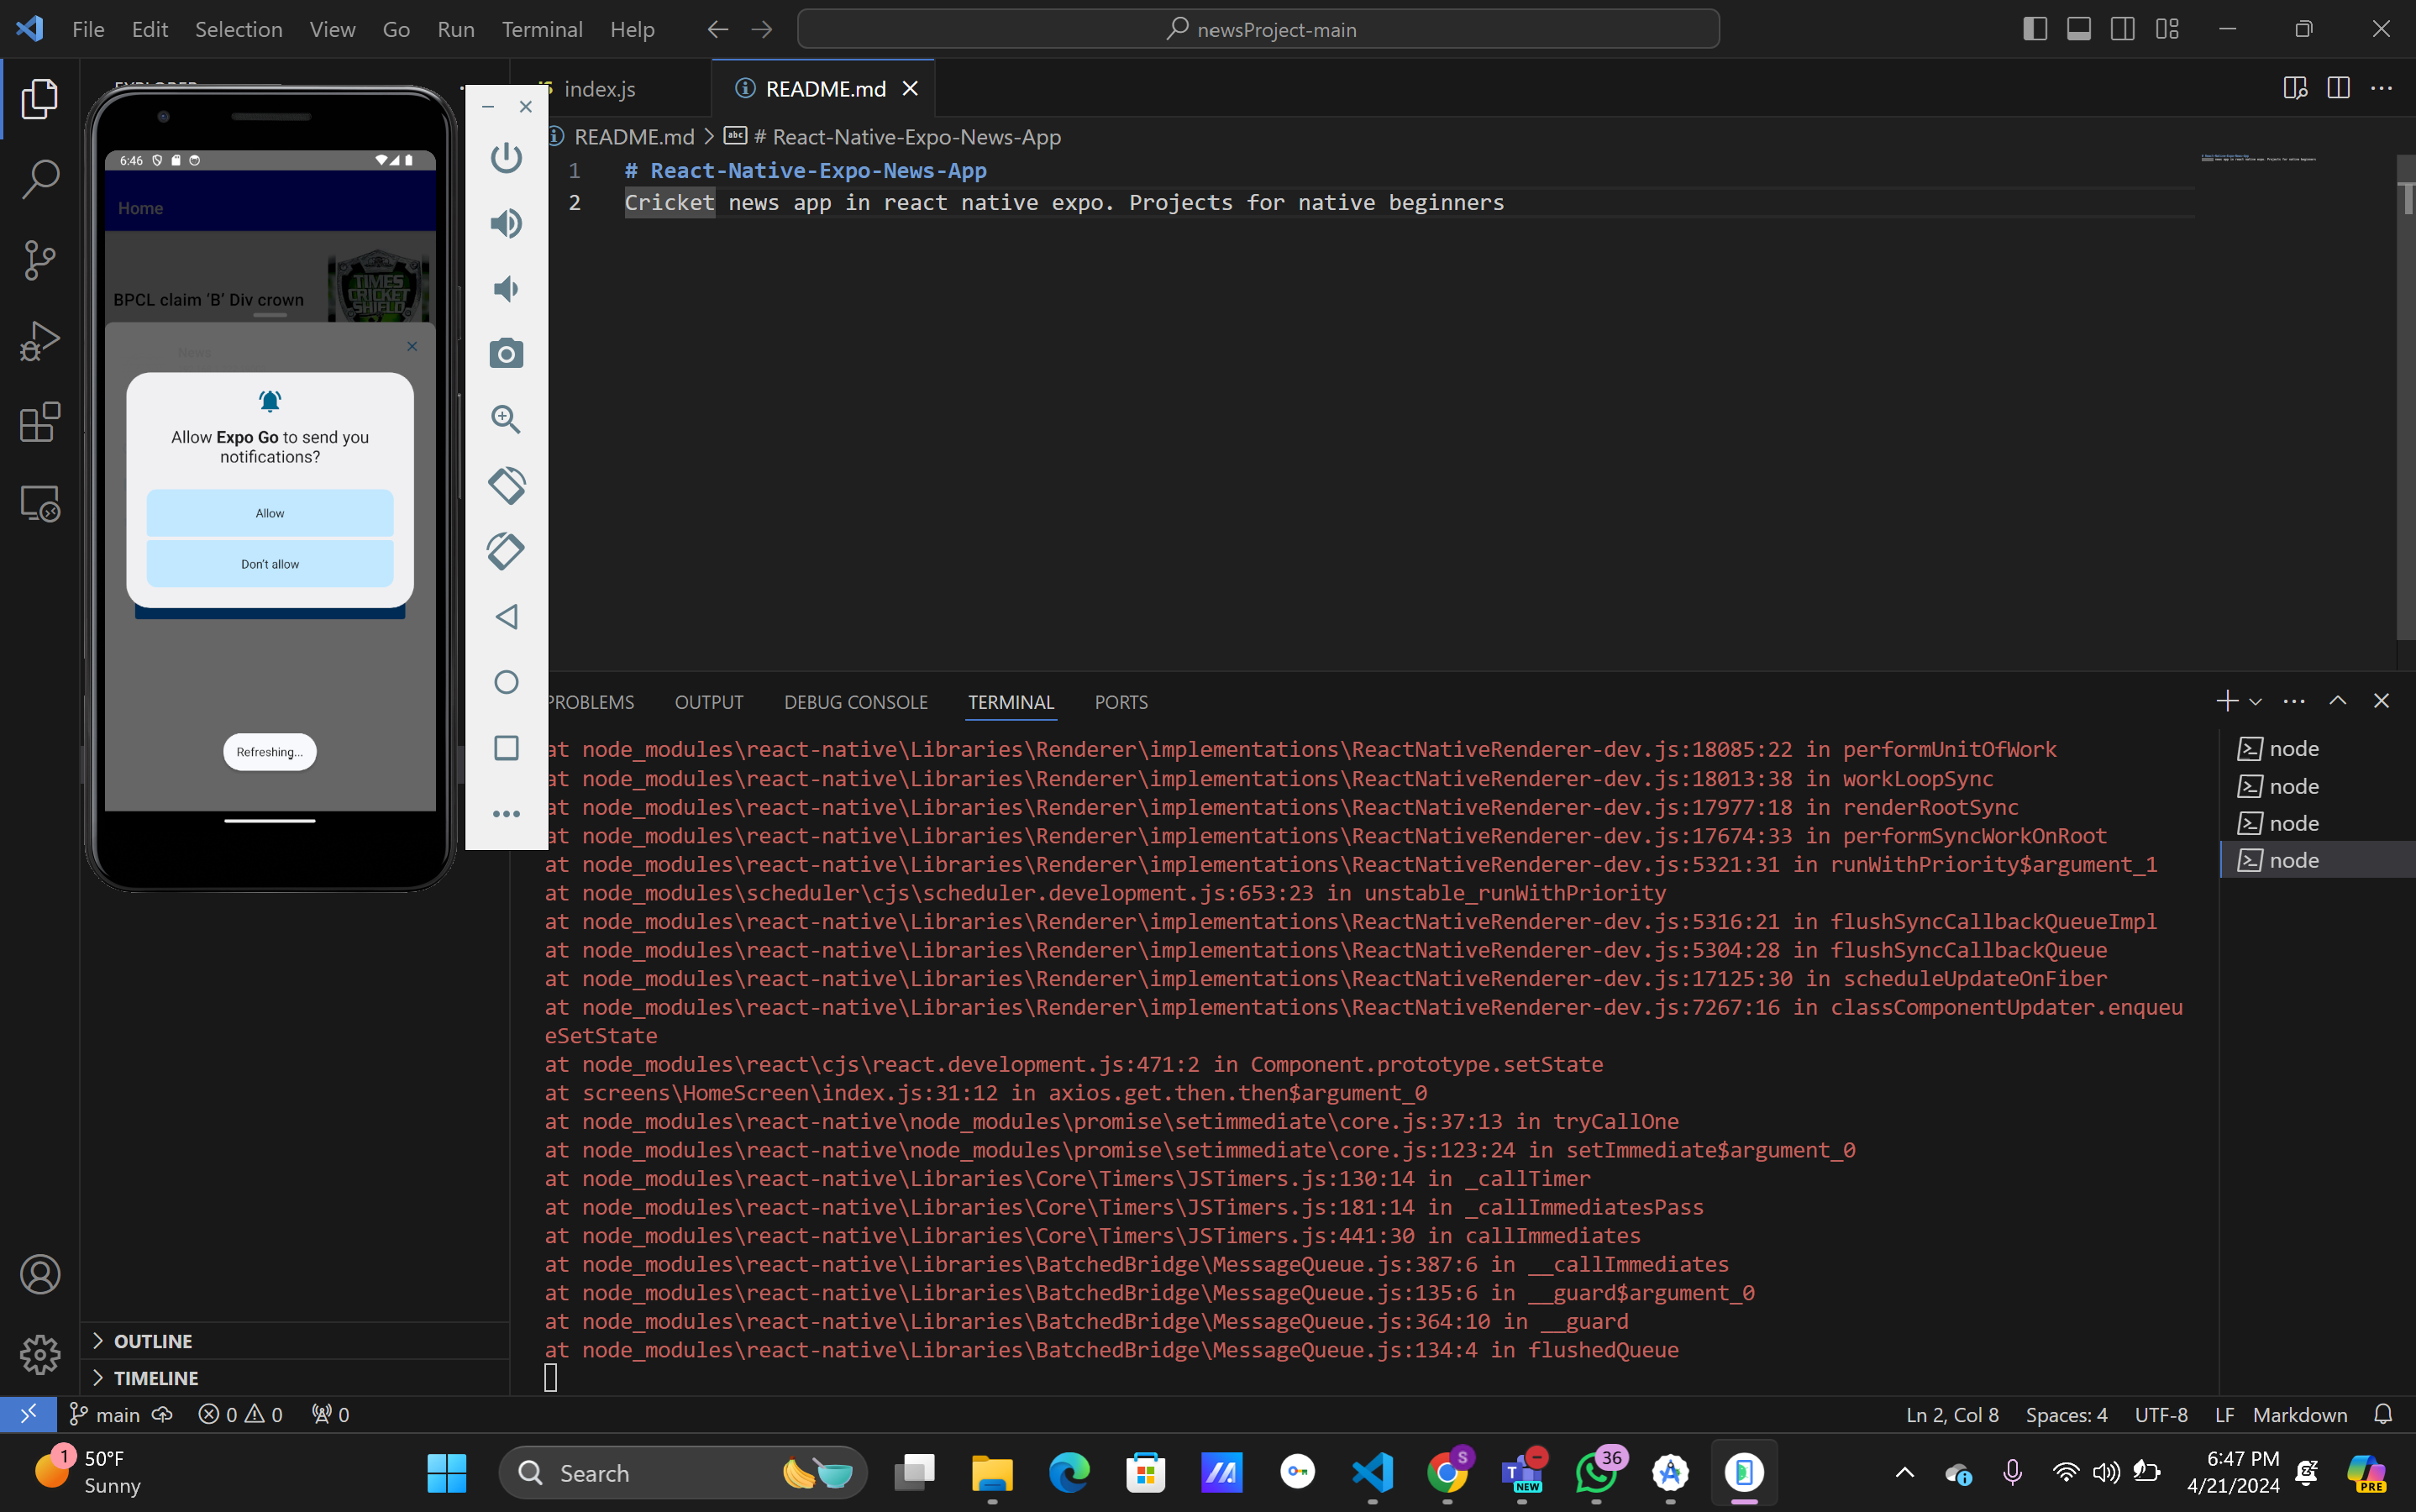 File Edit Selection View Go Run Terminal Help
newsProject-main
index.js
README.md
README.md > # React-Native-Expo-News-App
1 # React-Native-Expo-News-App
2 Cricket news app in react native expo. Projects for native beginners
6:46
Home
TIMES
CRICKET
SHIELD
BPCL claim ‘B’ Div crown
News
Allow Expo Go to send you
notifications?
Allow
Don't allow
Refreshing...
PROBLEMS OUTPUT DEBUG CONSOLE TERMINAL PORTS
at node_modules\react-native\Libraries\Renderer\implementations\ReactNativeRenderer-dev.js:18085:22 in performUnitOfWork
at node_modules\react-native\Libraries\Renderer\implementations\ReactNativeRenderer-dev.js:18013:38 in workLoopSync
at node_modules\react-native\Libraries\Renderer\implementations\ReactNativeRenderer-dev.js:17977:18 in renderRootSync
at node_modules\react-native\Libraries\Renderer\implementations\ReactNativeRenderer-dev.js:17674:33 in performSyncWorkOnRoot
at node_modules\react-native\Libraries\Renderer\implementations\ReactNativeRenderer-dev.js:5321:31 in runWithPriority$argument_1
at node_modules\scheduler\cjs\scheduler.development.js:653:23 in unstable_runWithPriority
at node_modules\react-native\Libraries\Renderer\implementations\ReactNativeRenderer-dev.js:5316:21 in flushSyncCallbackQueueImpl
at node_modules\react-native\Libraries\Renderer\implementations\ReactNativeRenderer-dev.js:5304:28 in flushSyncCallbackQueue
at node_modules\react-native\Libraries\Renderer\implementations\ReactNativeRenderer-dev.js:17125:30 in scheduleUpdateOnFiber
at node_modules\react-native\Libraries\Renderer\implementations\ReactNativeRenderer-dev.js:7267:16 in classComponentUpdater.enqueu
eSetState
at node_modules\react\cjs\react.development.js:471:2 in Component.prototype.setState
at screens\HomeScreen\index.js:31:12 in axios.get.then.then$argument_0
at node_modules\react-native\node_modules\promise\setimmediate\core.js:37:13 in tryCallOne
at node_modules\react-native\node_modules\promise\setimmediate\core.js:123:24 in setImmediate$argument_0
at node_modules\react-native\Libraries\Core\Timers\JSTimers.js:130:14 in _callTimer
at node_modules\react-native\Libraries\Core\Timers\JSTimers.js:181:14 in _callImmediatesPass
at node_modules\react-native\Libraries\Core\Timers\JSTimers.js:441:30 in callImmediates
at node_modules\react-native\Libraries\BatchedBridge\MessageQueue.js:387:6 in __callImmediates
at node_modules\react-native\Libraries\BatchedBridge\MessageQueue.js:135:6 in __guard$argument_0
at node_modules\react-native\Libraries\BatchedBridge\MessageQueue.js:364:10 in __guard
at node_modules\react-native\Libraries\BatchedBridge\MessageQueue.js:134:4 in flushedQueue
node
node
node
node
OUTLINE
TIMELINE
main 0 0 0
Ln 2, Col 8 Spaces: 4 UTF-8 LF Markdown
1
50°F
Sunny
Search
S
NEW
36
6:47 PM
4/21/2024
PRE